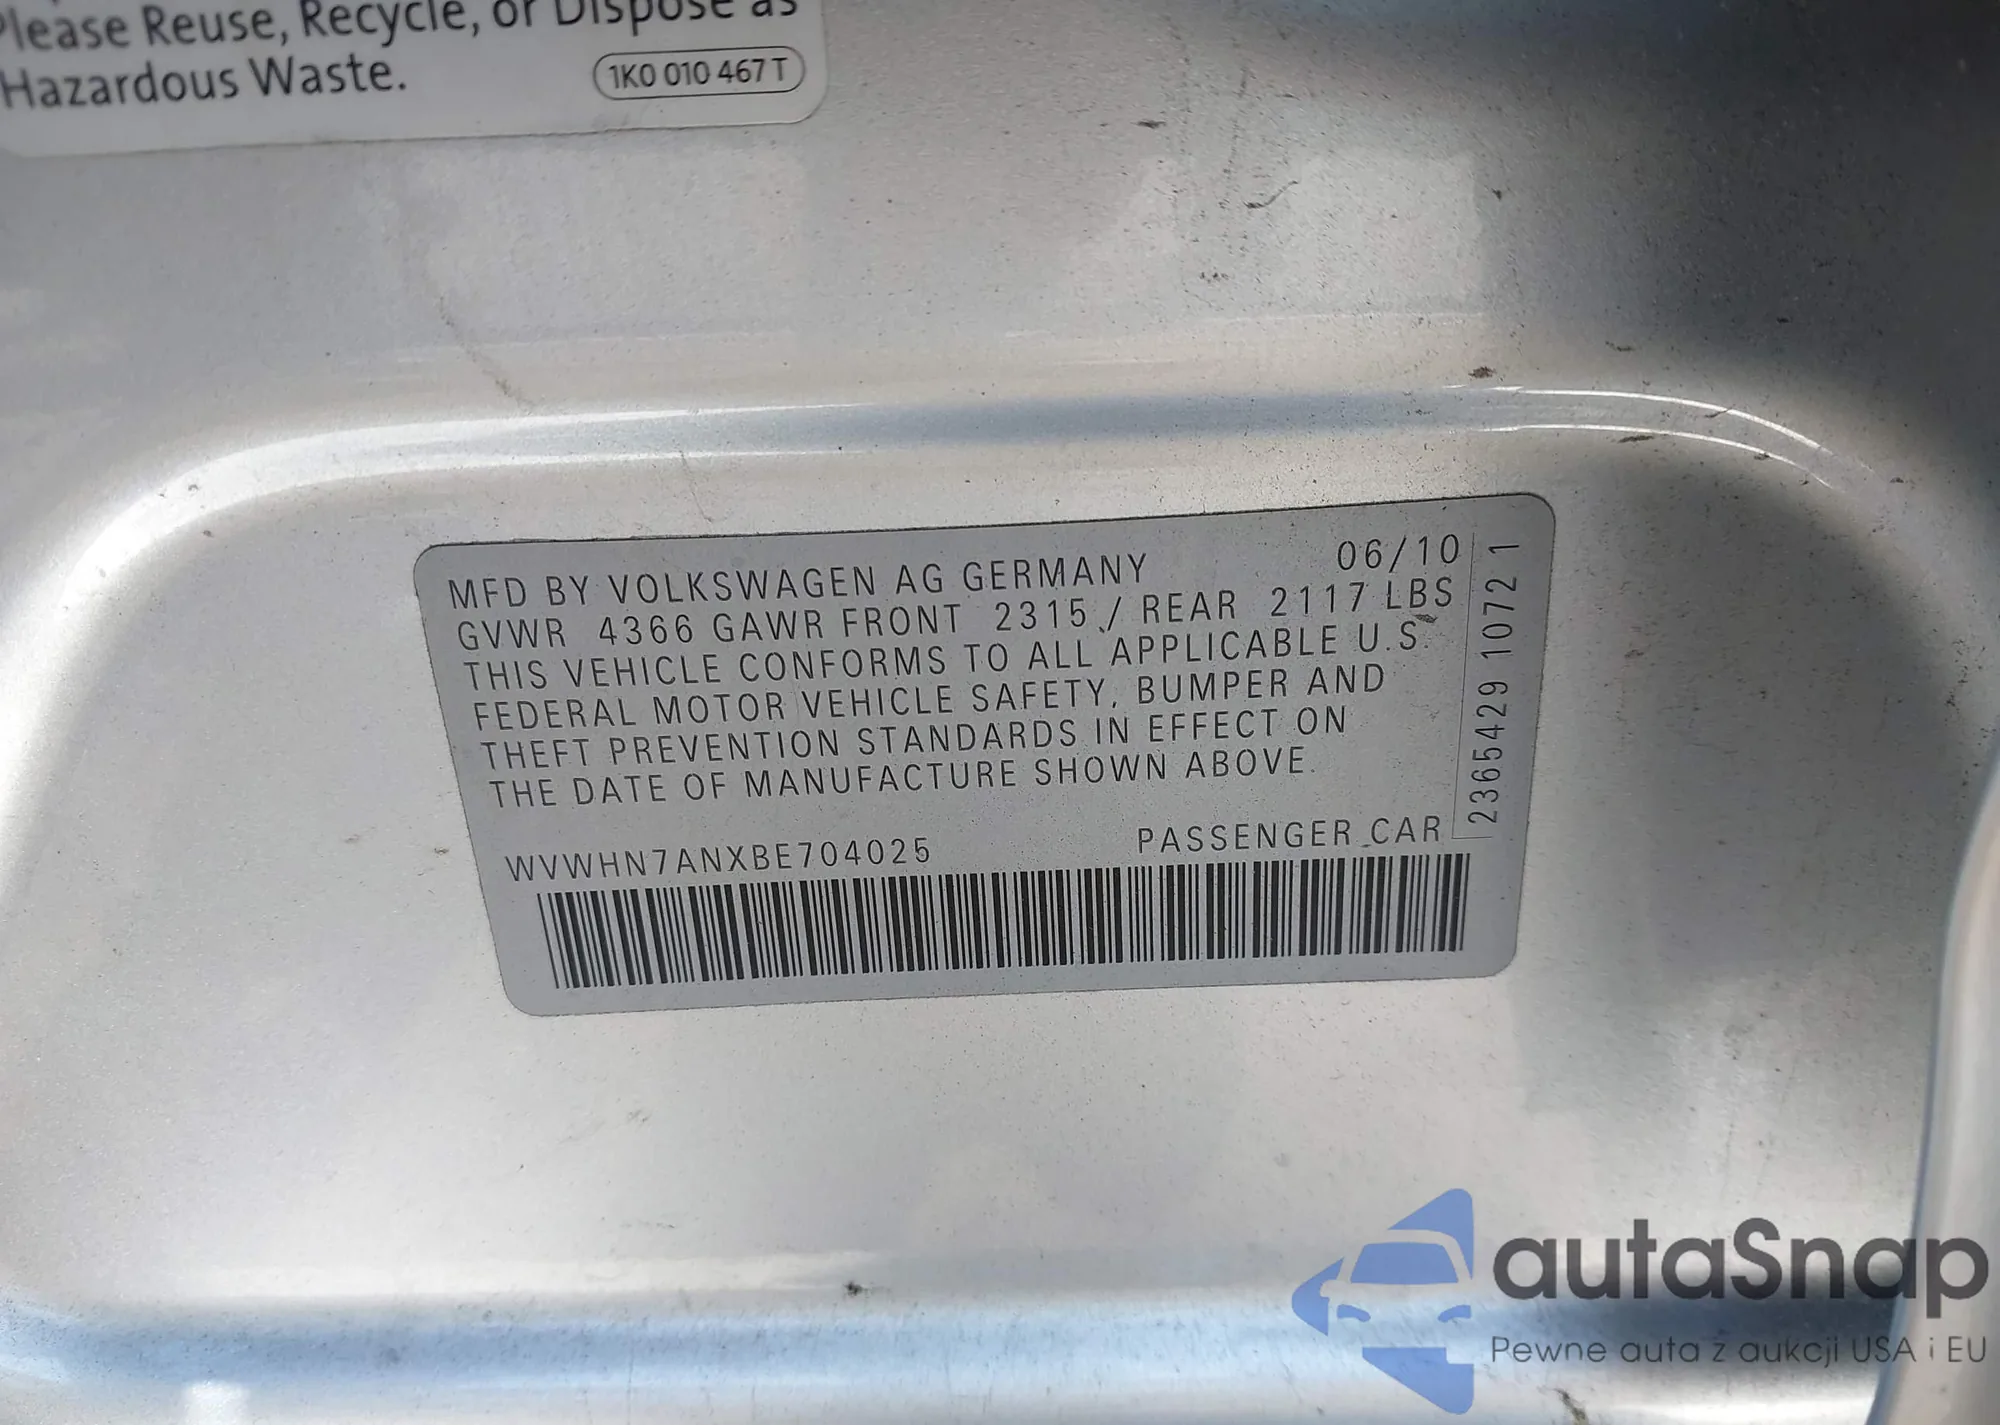 Please Reuse, Recycle, or Dispose as
Hazardous Waste.
1K0 010 467 T
MFD BY VOLKSWAGEN AG GERMANY 06/10
GVWR 4366 GAWR FRONT 2315 / REAR 2117 LBS
THIS VEHICLE CONFORMS TO ALL APPLICABLE U.S.
FEDERAL MOTOR VEHICLE SAFETY, BUMPER AND
THEFT PREVENTION STANDARDS IN EFFECT ON
THE DATE OF MANUFACTURE SHOWN ABOVE.
WVWHN7ANXBE704025 PASSENGER CAR
2365429 1072 1
autaSnap
Pewne auta z aukcji USA i EU